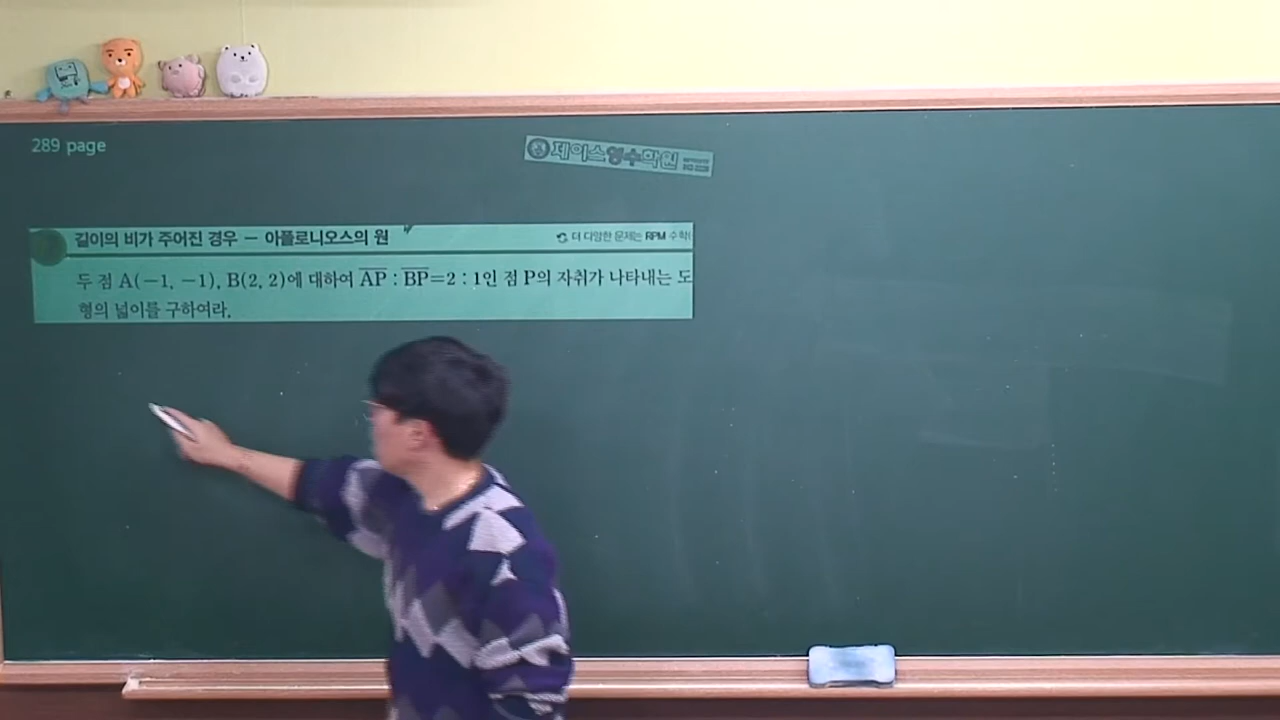 289 page
제이스영수학원
길이의 비가 주어진 경우 － 아폴로니오스의 원
더 다양한 문제는 RPM 수학(
두 점 A(−1, −1), B(2, 2)에 대하여 AP : BP=2 : 1인 점 P의 자취가 나타내는 도
형의 넓이를 구하여라.